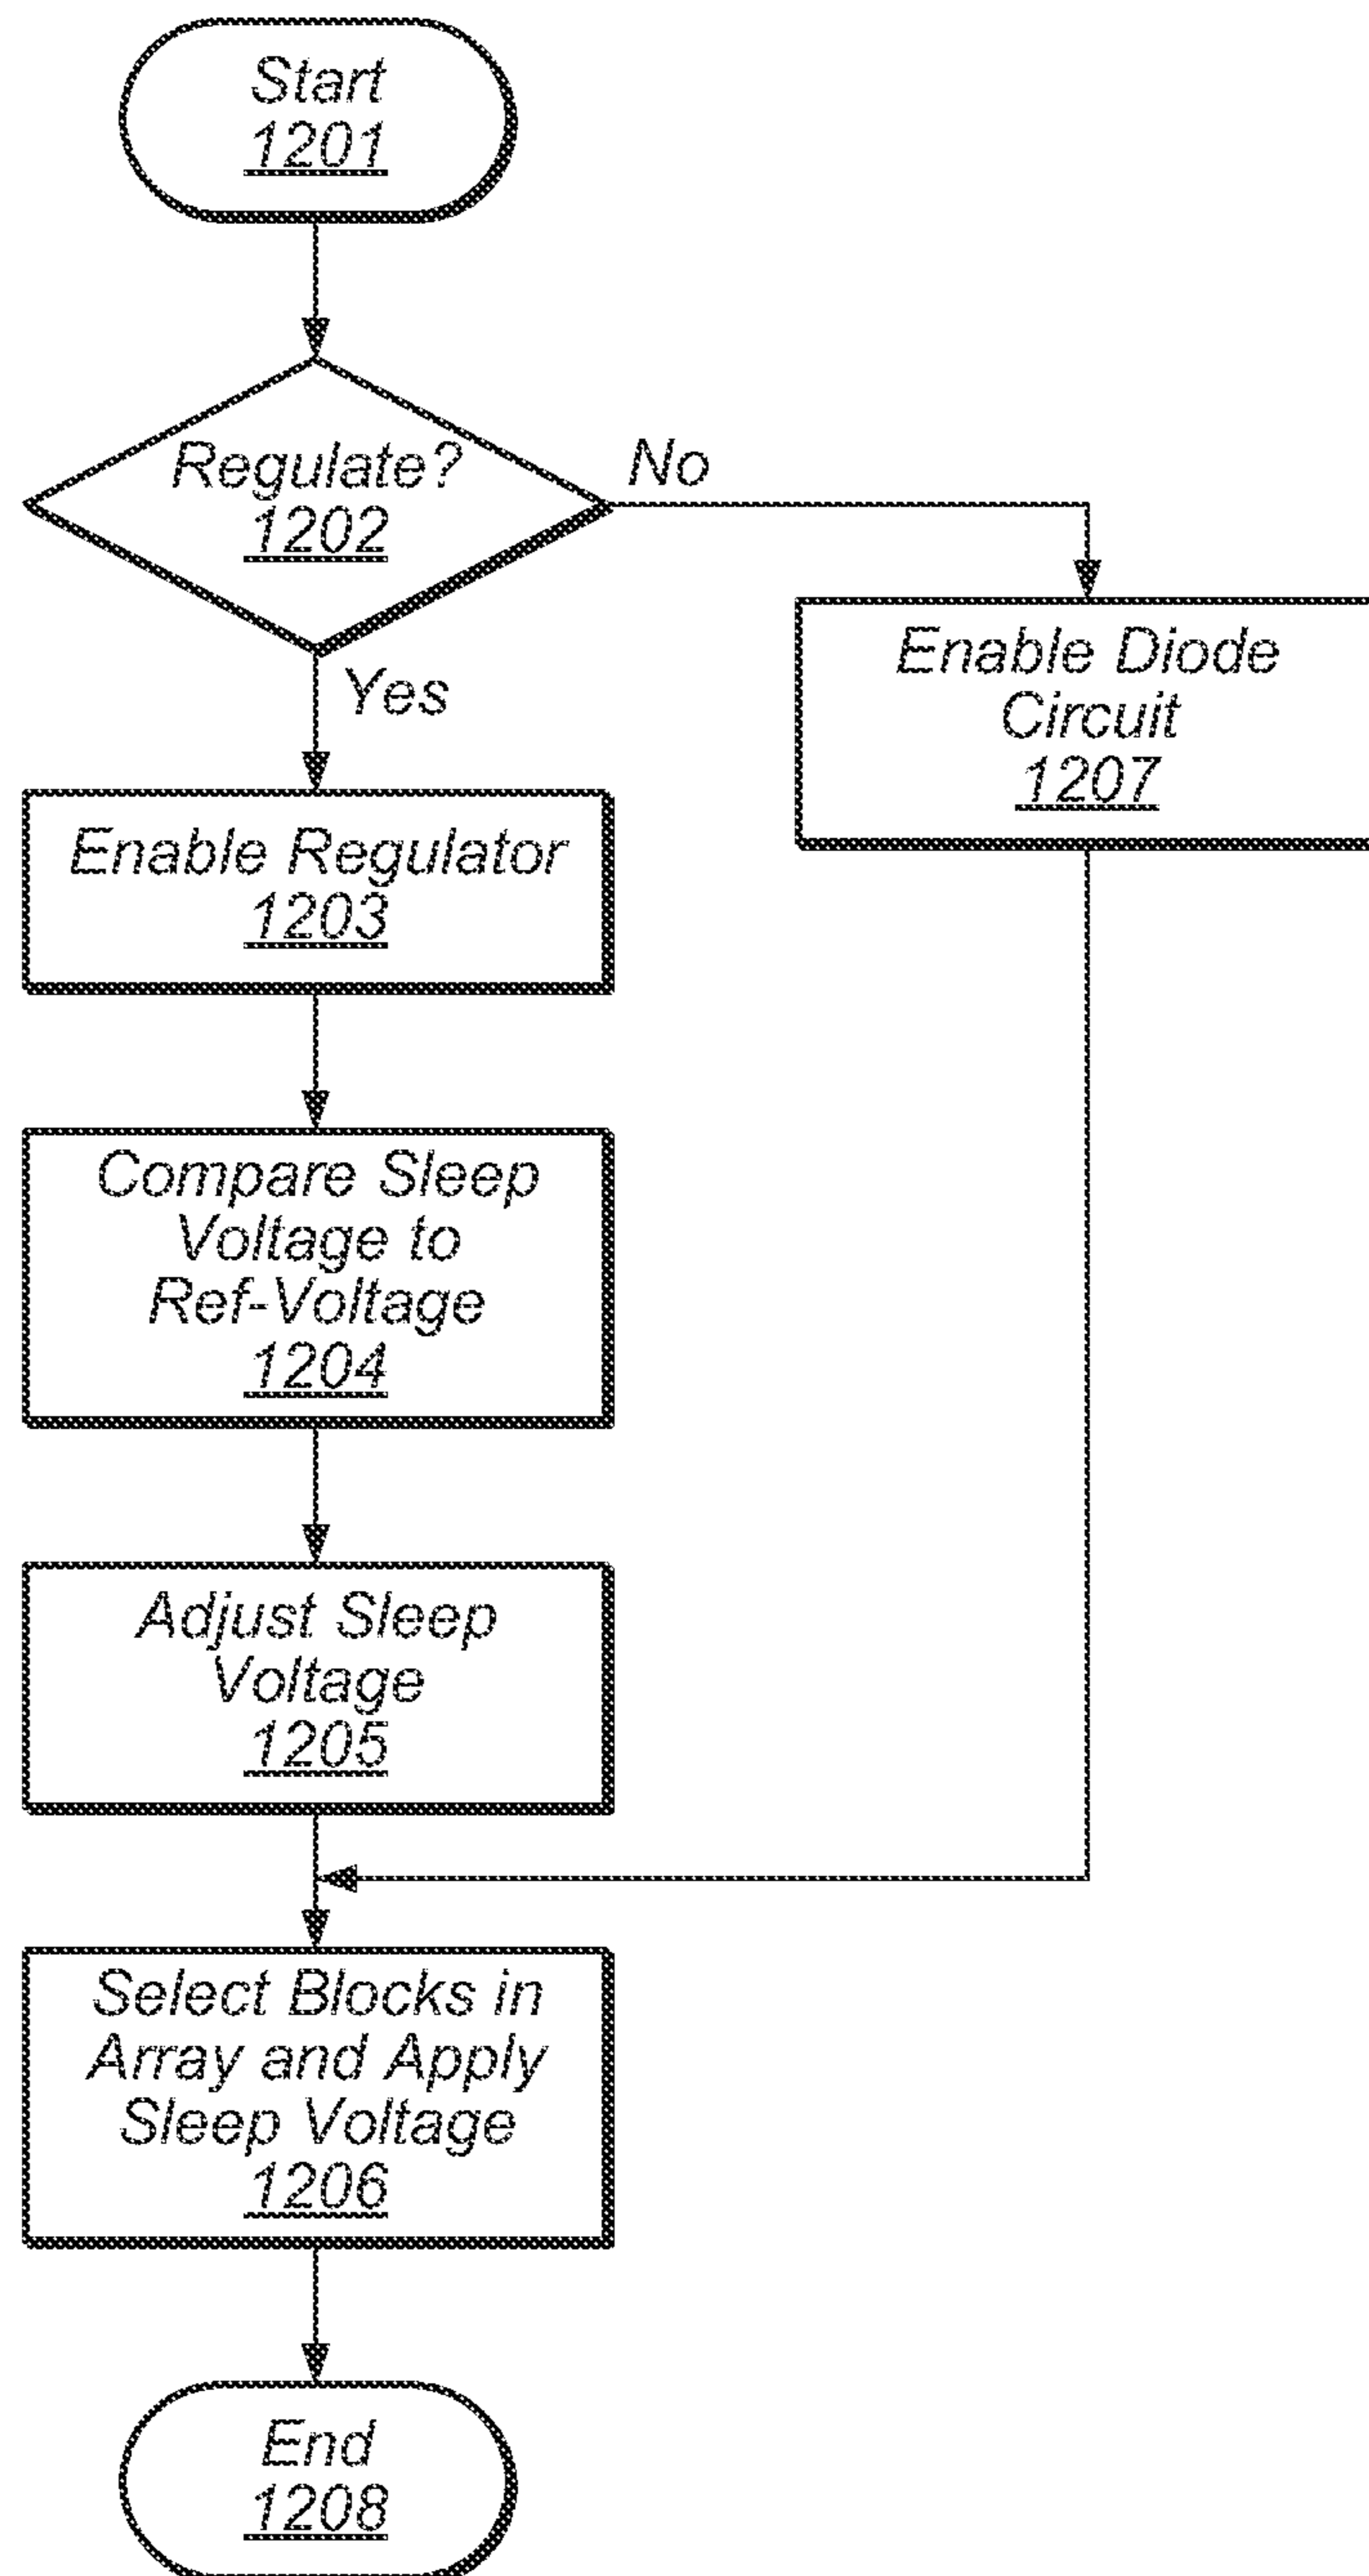 Start
1201
Regulate?
1202
No
Yes
Enable Diode
Circuit
1207
Enable Regulator
1203
Compare Sleep
Voltage to
Ref-Voltage
1204
Adjust Sleep
Voltage
1205
Select Blocks in
Array and Apply
Sleep Voltage
1206
End
1208